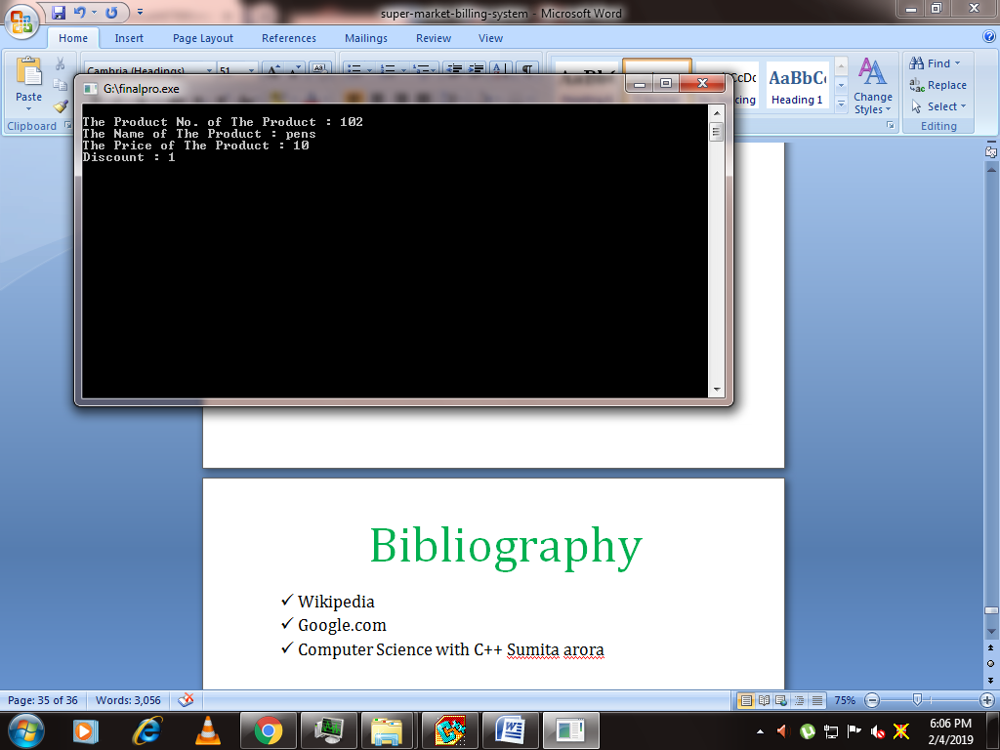 super-market-billing-system - Microsoft Word
Home Insert Page Layout References Mailings Review View
Cambria (Headings) 51
Paste
Clipboard
AaBbC
Heading 1
Change Styles
Find
Replace
Select
Editing
G:\finalpro.exe
The Product No. of The Product : 102
The Name of The Product : pens
The Price of The Product : 10
Discount : 1
Bibliography
Wikipedia
Google.com
Computer Science with C++ Sumita arora
Page: 35 of 36 Words: 3,056 75%
6:06 PM
2/4/2019